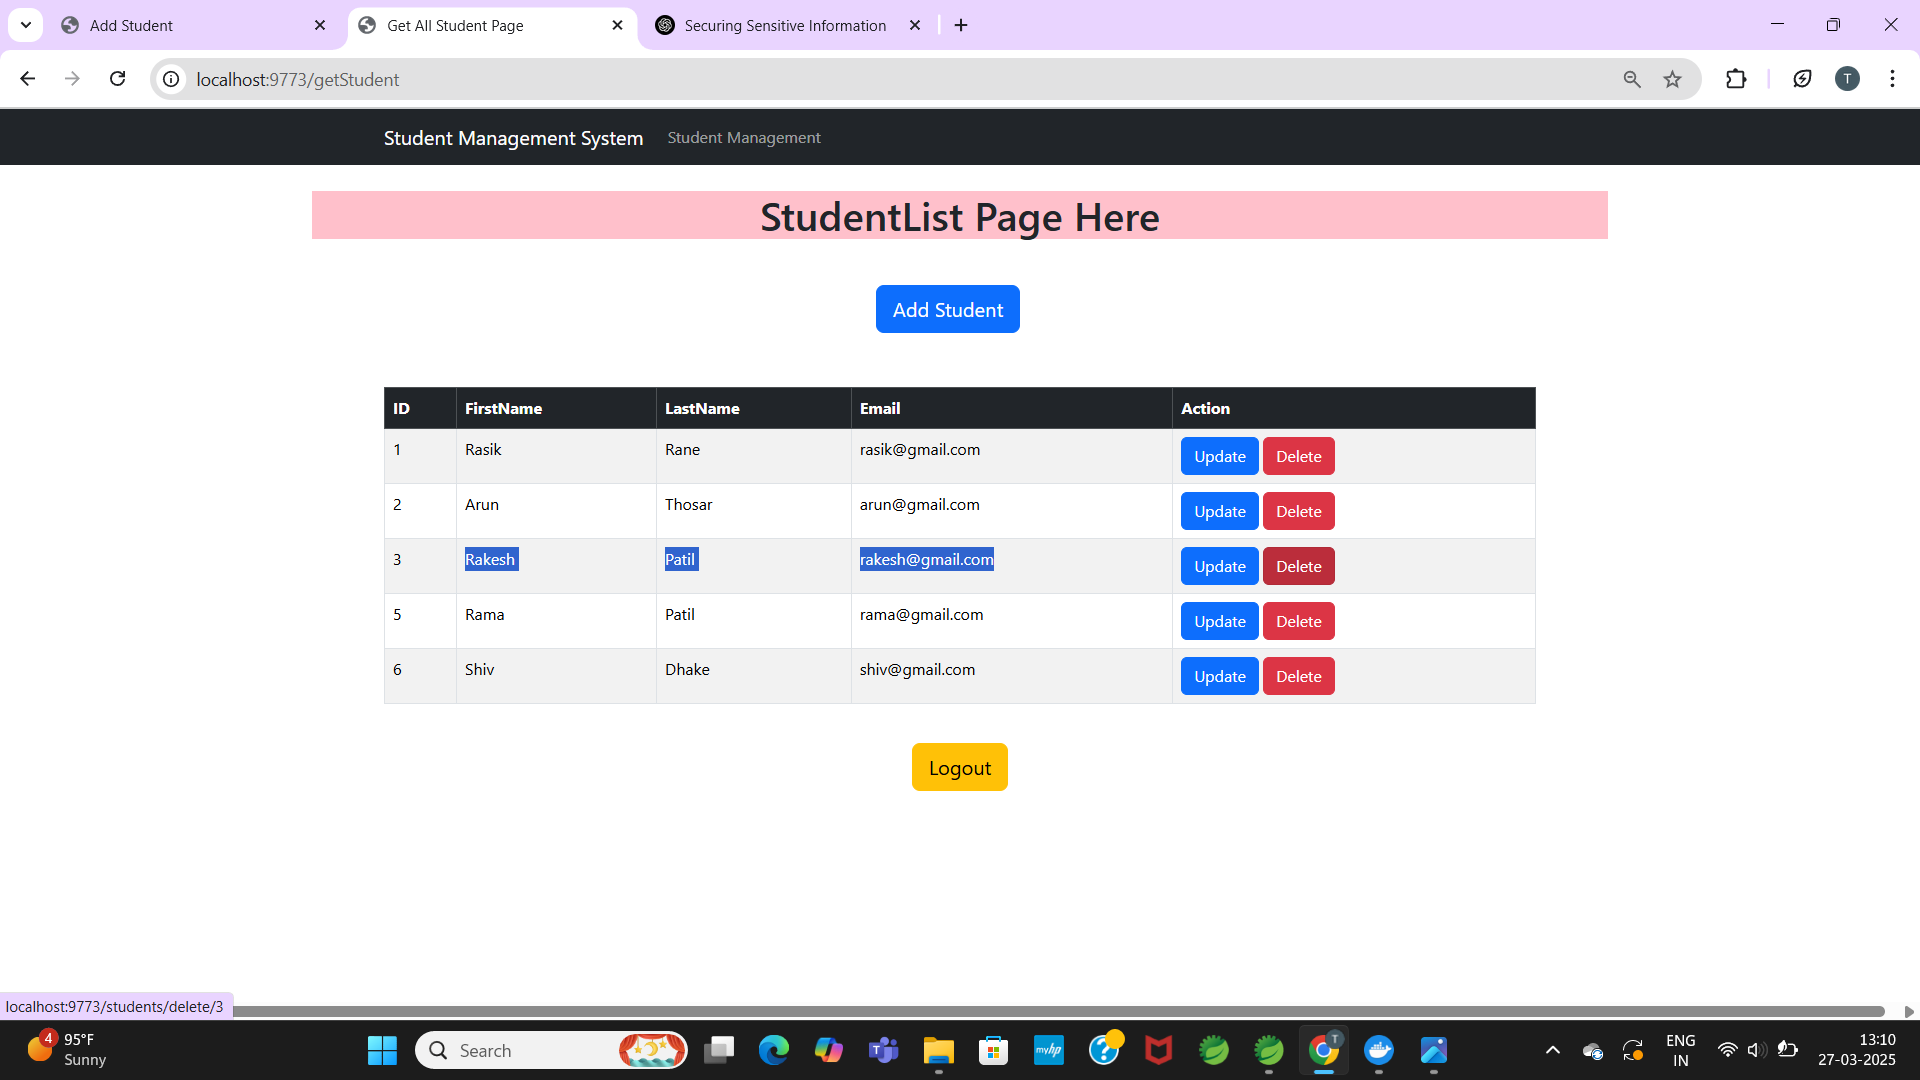 Add Student
Get All Student Page
Securing Sensitive Information
localhost:9773/getStudent
T
Student Management System Student Management
StudentList Page Here
Add Student
ID FirstName LastName Email Action
1 Rasik Rane rasik@gmail.com Update Delete
2 Arun Thosar arun@gmail.com Update Delete
3 Rakesh Patil rakesh@gmail.com Update Delete
5 Rama Patil rama@gmail.com Update Delete
6 Shiv Dhake shiv@gmail.com Update Delete
Logout
localhost:9773/students/delete/3
4
95°F
Sunny
Search
myhp
T
ENG
IN
13:10
27-03-2025